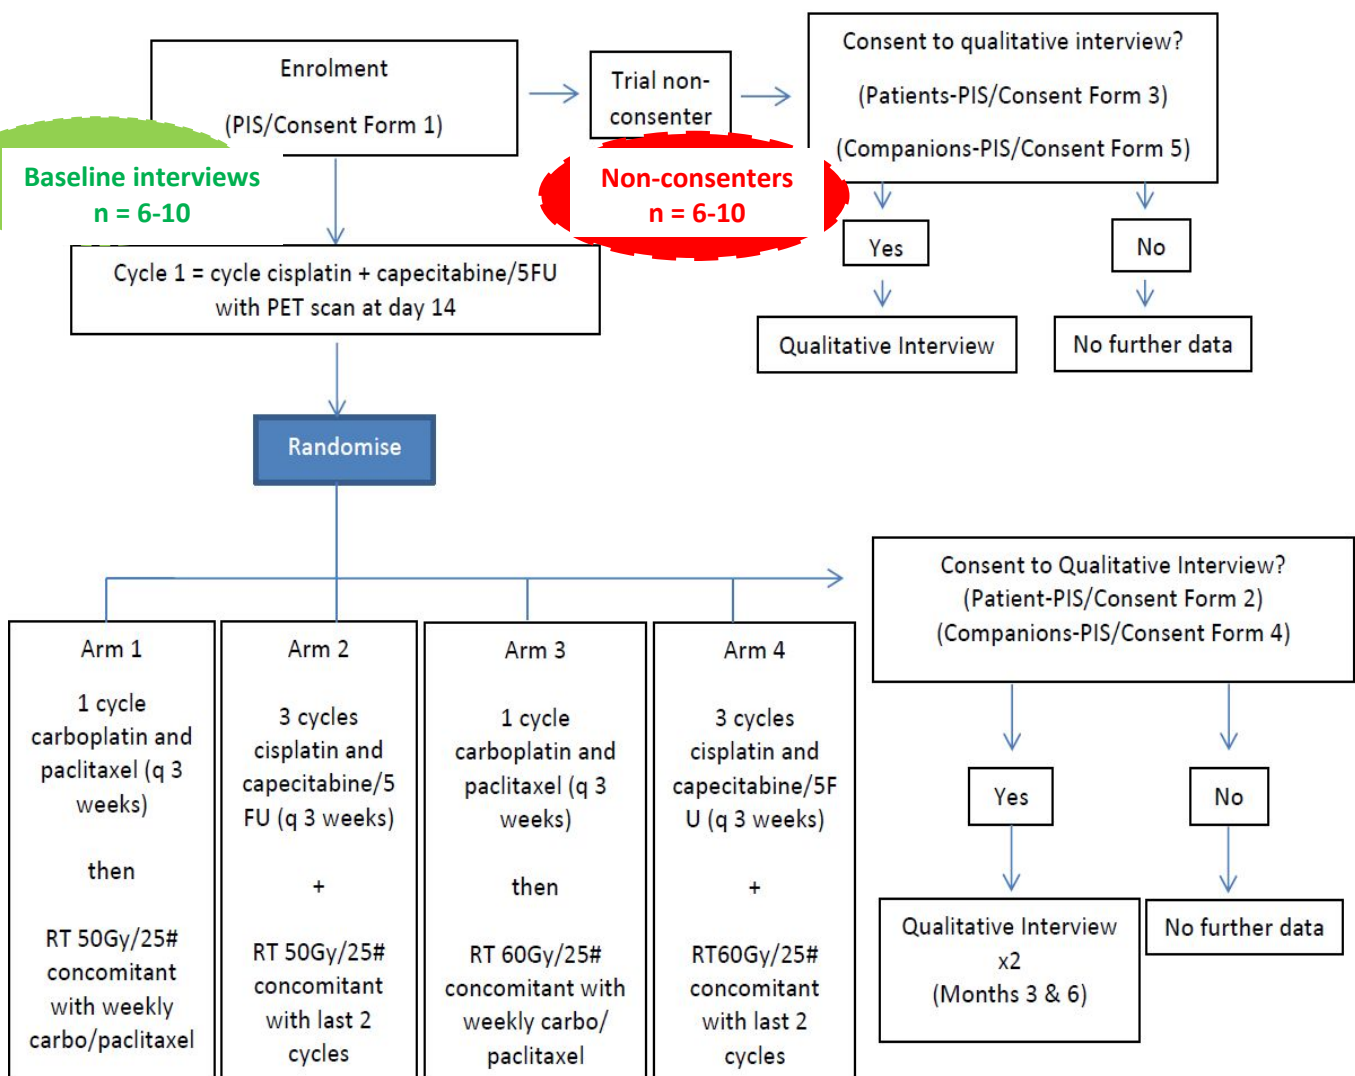 Enrolment
(PIS/Consent Form 1)
Trial non-
consenter
Consent to qualitative interview?
(Patients-PIS/Consent Form 3)
(Companions-PIS/Consent Form 5)
Baseline interviews
n = 6-10
Non-consenters
n = 6-10
Yes
No
Cycle 1 = cycle cisplatin + capecitabine/5FU
with PET scan at day 14
Qualitative Interview
No further data
Randomise
Consent to Qualitative Interview?
(Patient-PIS/Consent Form 2)
(Companions-PIS/Consent Form 4)
Arm 1
1 cycle
carboplatin and
paclitaxel (q 3
weeks)
then
RT 50Gy/25#
concomitant
with weekly
carbo/paclitaxel
Arm 2
3 cycles
cisplatin and
capecitabine/5
FU (q 3 weeks)
+
RT 50Gy/25#
concomitant
with last 2
cycles
Arm 3
1 cycle
carboplatin and
paclitaxel (q 3
weeks)
then
RT 60Gy/25#
concomitant with
weekly carbo/
paclitaxel
Arm 4
3 cycles
cisplatin and
capecitabine/5F
U (q 3 weeks)
+
RT60Gy/25#
concomitant
with last 2
cycles
Yes
No
Qualitative Interview
x2
(Months 3 & 6)
No further data